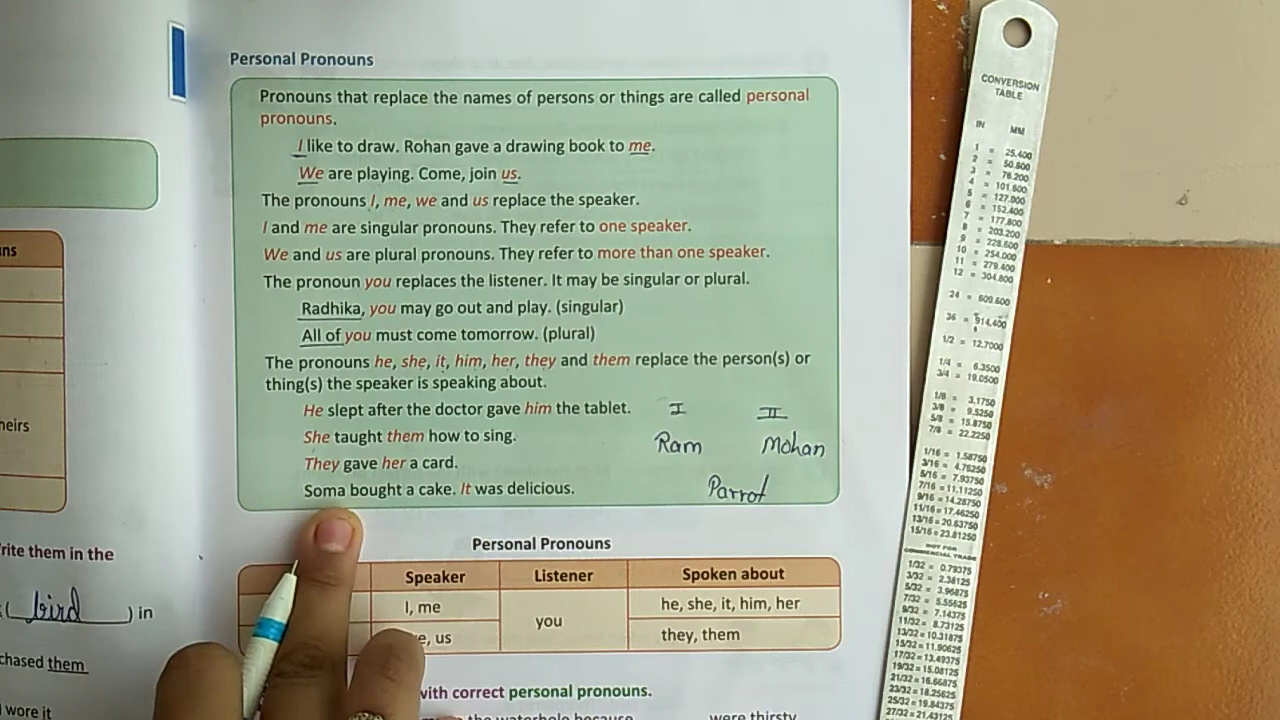 Personal Pronouns
Pronouns that replace the names of persons or things are called personal
pronouns.
I like to draw. Rohan gave a drawing book to me.
We are playing. Come, join us.
The pronouns I, me, we and us replace the speaker.
I and me are singular pronouns. They refer to one speaker.
We and us are plural pronouns. They refer to more than one speaker.
The pronoun you replaces the listener. It may be singular or plural.
Radhika, you may go out and play. (singular)
All of you must come tomorrow. (plural)
The pronouns he, she, it, him, her, they and them replace the person(s) or
thing(s) the speaker is speaking about.
He slept after the doctor gave him the tablet.
She taught them how to sing.
They gave her a card.
Soma bought a cake. It was delicious.
I II
Ram Mohan
Parrot
Personal Pronouns
Speaker Listener Spoken about
I, me you he, she, it, him, her
us they, them
with correct personal pronouns.
the waterhole because were thirsty
heirs
rite them in the
( bird ) in
chased them
wore it
CONVERSION
TABLE
IN MM
1 = 25.400
2 = 50.800
3 = 76.200
4 = 101.600
5 = 127.000
6 = 152.400
7 = 177.800
8 = 203.200
9 = 228.600
10 = 254.000
11 = 279.400
12 = 304.800
24 = 609.600
36 = 914.400
1/2 = 12.7000
1/4 = 6.3500
3/4 = 19.0500
1/8 = 3.1750
3/8 = 9.5250
5/8 = 15.8750
7/8 = 22.2250
1/16 = 1.58750
3/16 = 4.76250
5/16 = 7.93750
7/16 = 11.11250
9/16 = 14.28750
11/16 = 17.46250
13/16 = 20.63750
15/16 = 23.81250
NOT FOR
COMMERCIAL TRADE
1/32 = 0.79375
3/32 = 2.38125
5/32 = 3.96875
7/32 = 5.55625
9/32 = 7.14375
11/32 = 8.73125
13/32 = 10.31875
15/32 = 11.90625
17/32 = 13.49375
19/32 = 15.08125
21/32 = 16.66875
23/32 = 18.25625
25/32 = 19.84375
27/32 = 21.43125